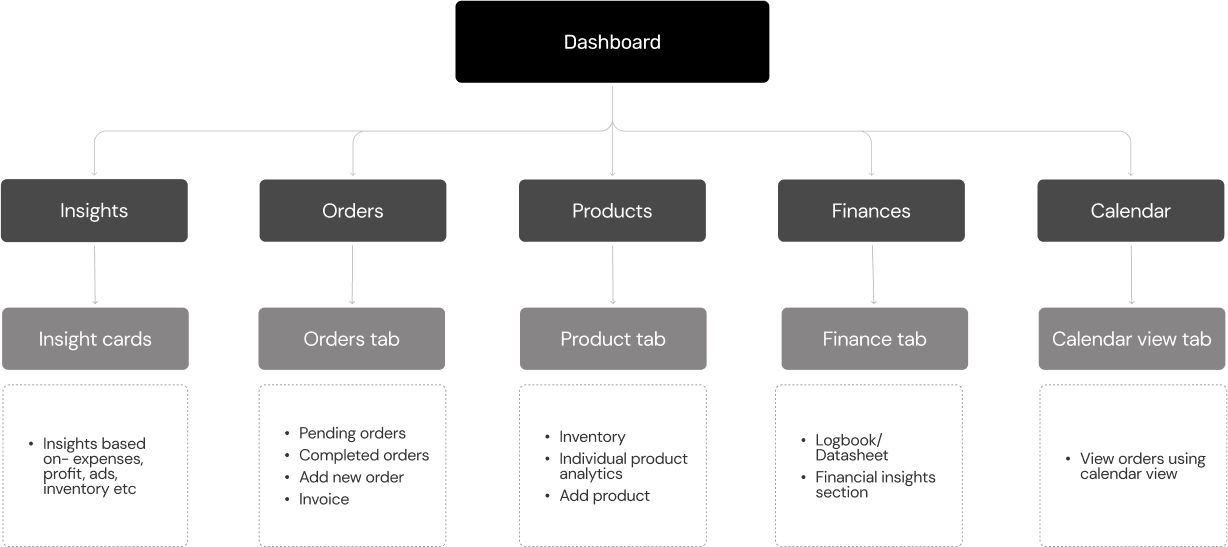 Dashboard
Insights
Orders
Products
Finances
Calendar
Insight cards
Orders tab
Product tab
Finance tab
Calendar view tab
• Insights based
on- expenses,
profit, ads,
inventory etc
• Pending orders
• Completed orders
• Add new order
• Invoice
• Inventory
• Individual product
analytics
• Add product
• Logbook/
Datasheet
• Financial insights
section
• View orders using
calendar view